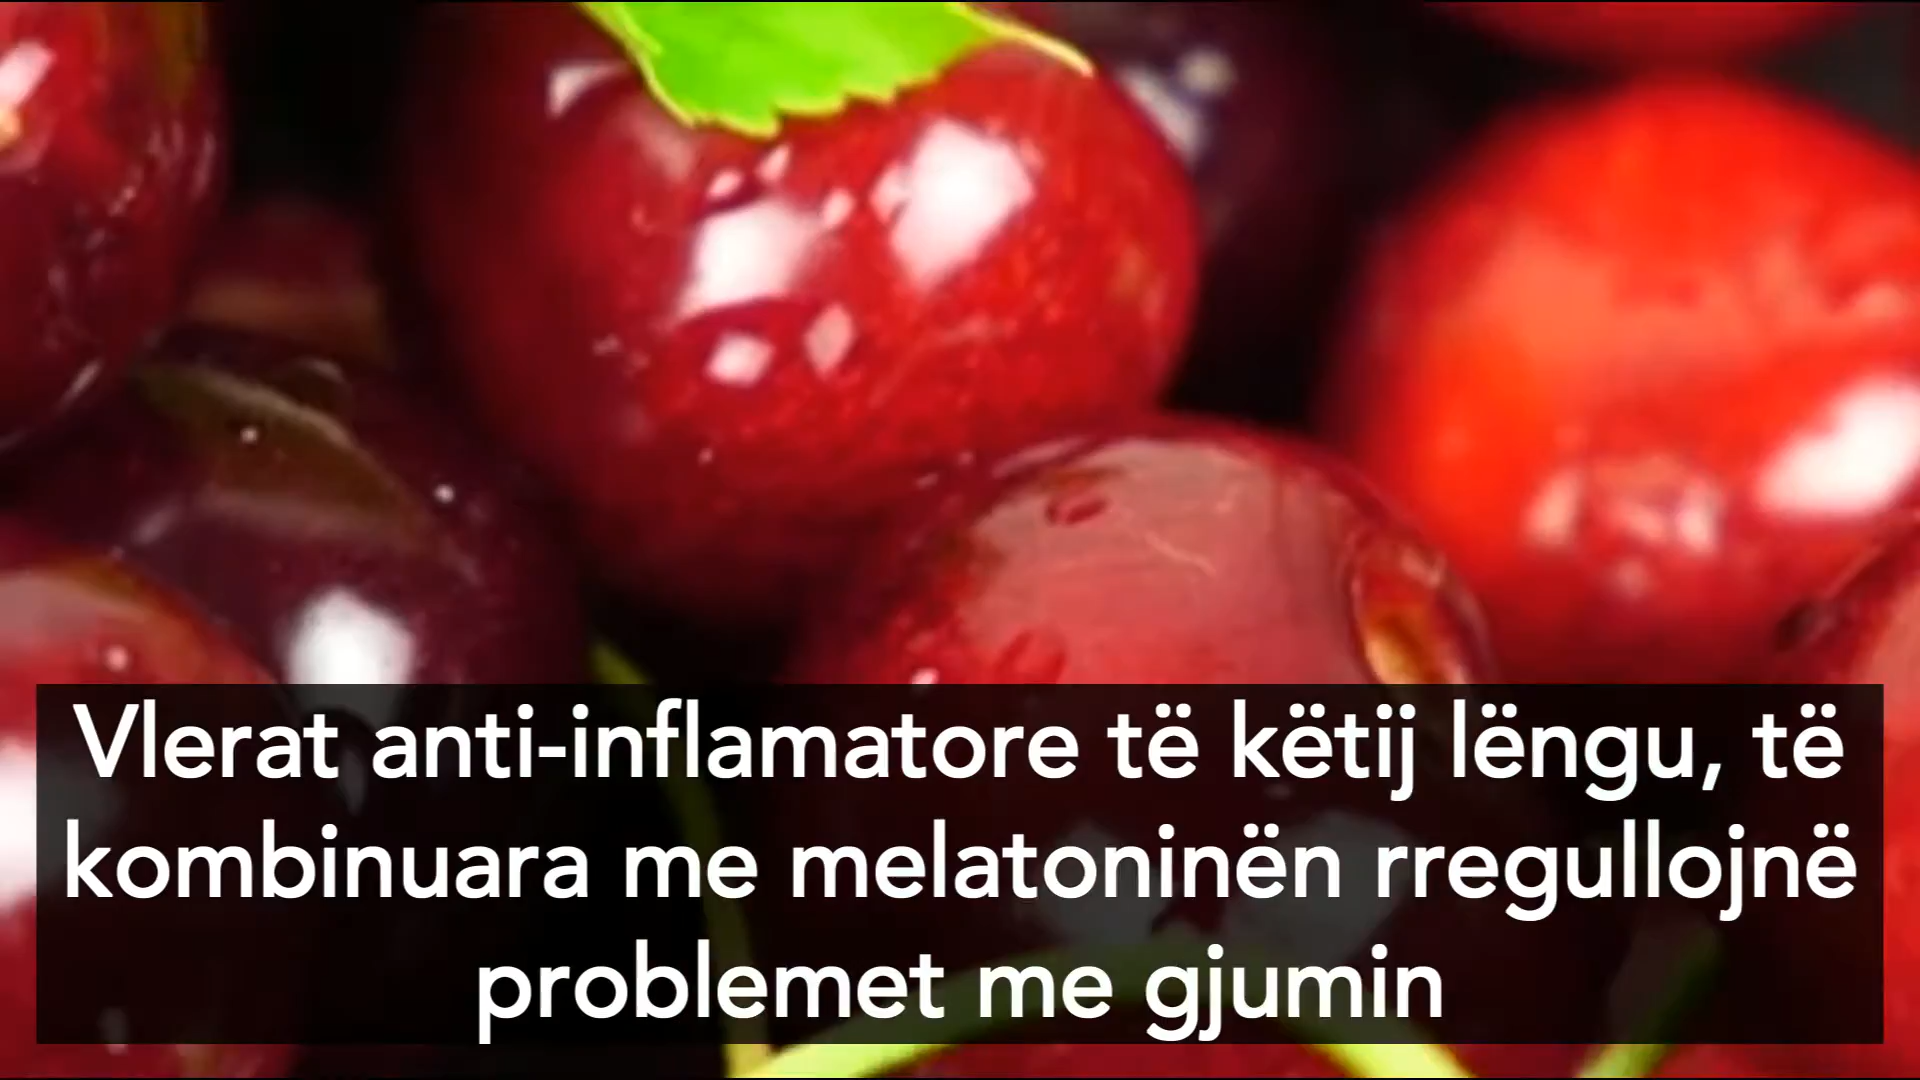 Vlerat anti-inflamatore të këtij lëngu, të
kombinuara me melatoninën rregullojnë
problemet me gjumin